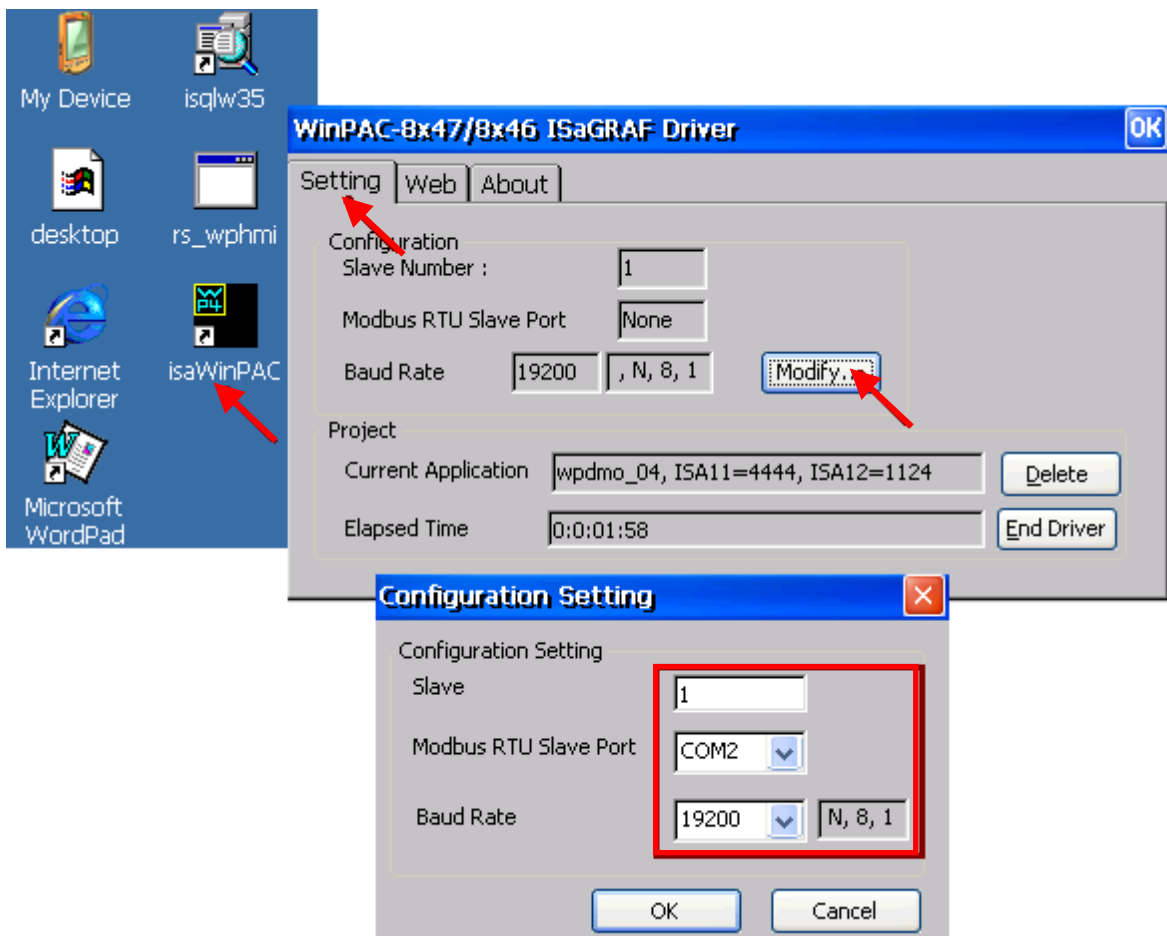 My Device
isqlw35
desktop
rs_wphmi
Internet
Explorer
isaWinPAC
Microsoft
WordPad
WinPAC-8x47/8x46 ISaGRAF Driver
OK
Setting
Web
About
Configuration
Slave Number :
1
Modbus RTU Slave Port
None
Baud Rate
19200
, N, 8, 1
Modify...
Project
Current Application
wpdmo_04, ISA11=4444, ISA12=1124
Delete
Elapsed Time
0:0:01:58
End Driver
Configuration Setting
Configuration Setting
Slave
1
Modbus RTU Slave Port
COM2
Baud Rate
19200
N, 8, 1
OK
Cancel